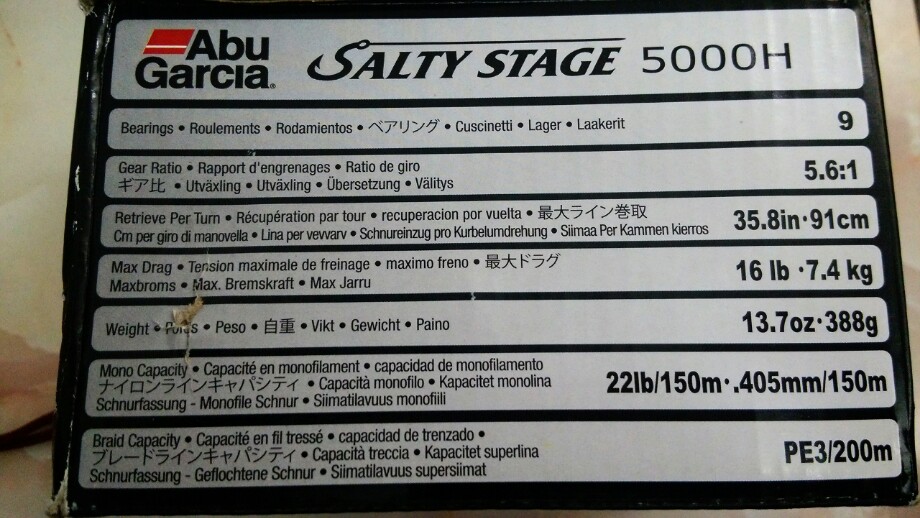 Abu Garcia® SALTY STAGE 5000H
Bearings • Roulements • Rodamientos • ベアリング • Cuscinetti • Lager • Laakerit 9
Gear Ratio • Rapport d'engrenages • Ratio de giro
ギア比 • Utväxling • Utväxling • Übersetzung • Välitys 5.6:1
Retrieve Per Turn • Récupération par tour • recuperacion por vuelta • 最大ライン巻取
Cm per giro di manovella • Lina per vevvarv • Schnureinzug pro Kurbelumdrehung • Siimaa Per Kammen kierros 35.8in·91cm
Max Drag • Tension maximale de freinage • maximo freno • 最大ドラグ
Maxbroms • Max. Bremskraft • Max Jarru 16 lb ·7.4 kg
Weight • Poids • Peso • 自重 • Vikt • Gewicht • Paino 13.7oz·388g
Mono Capacity • Capacité en monofilament • capacidad de monofilamento
ナイロンラインキャパシティ • Capacità monofilo • Kapacitet monolina 22lb/150m·.405mm/150m
Schnurfassung - Monofile Schnur • Siimatilavuus monofiili
Braid Capacity • Capacité en fil tressé • capacidad de trenzado •
ブレードラインキャパシティ • Capacità treccia • Kapacitet superlina PE3/200m
Schnurfassung - Geflochtene Schnur • Siimatilavuus supersiimat